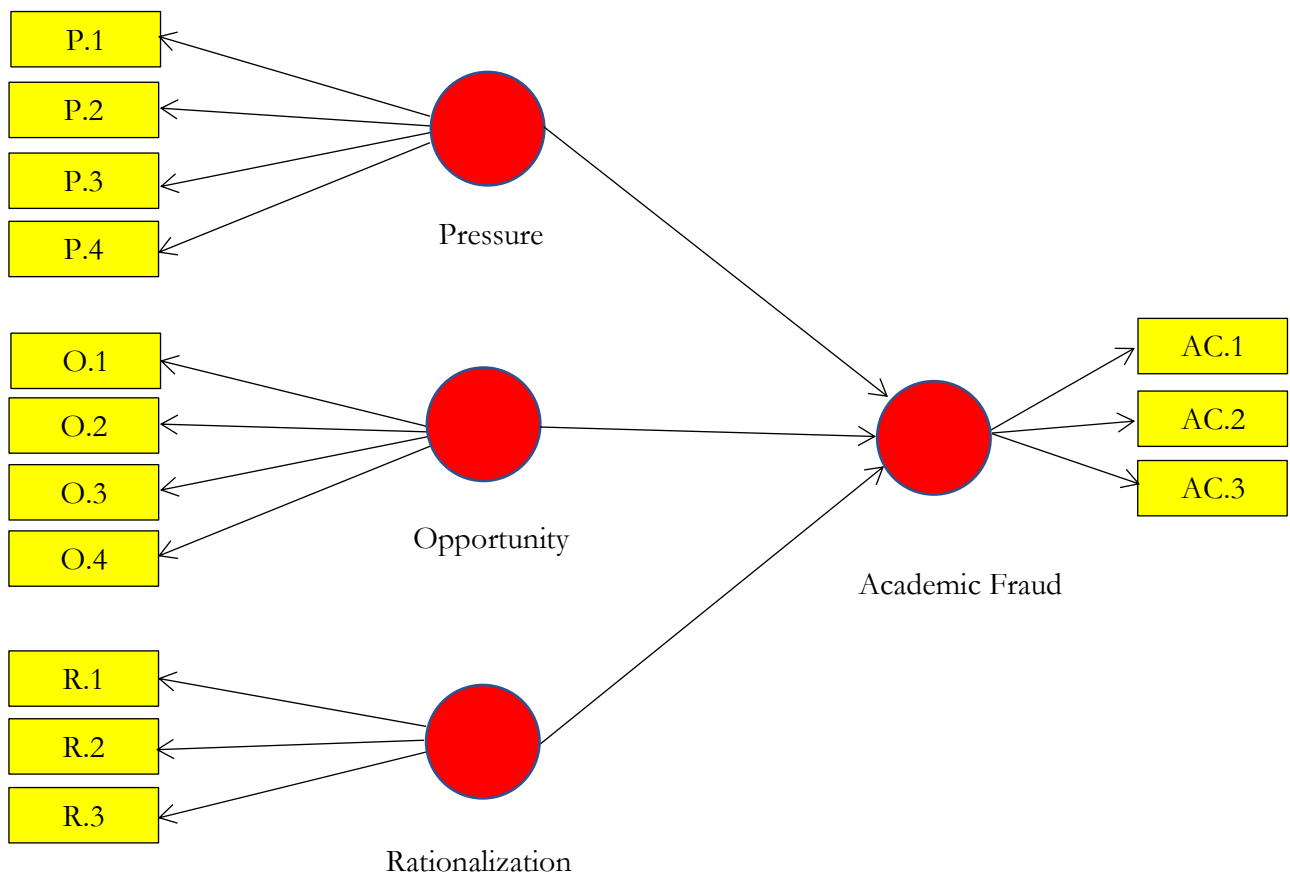 P.1
P.2
P.3
P.4
Pressure
O.1
O.2
O.3
O.4
Opportunity
R.1
R.2
R.3
Rationalization
AC.1
AC.2
AC.3
Academic Fraud